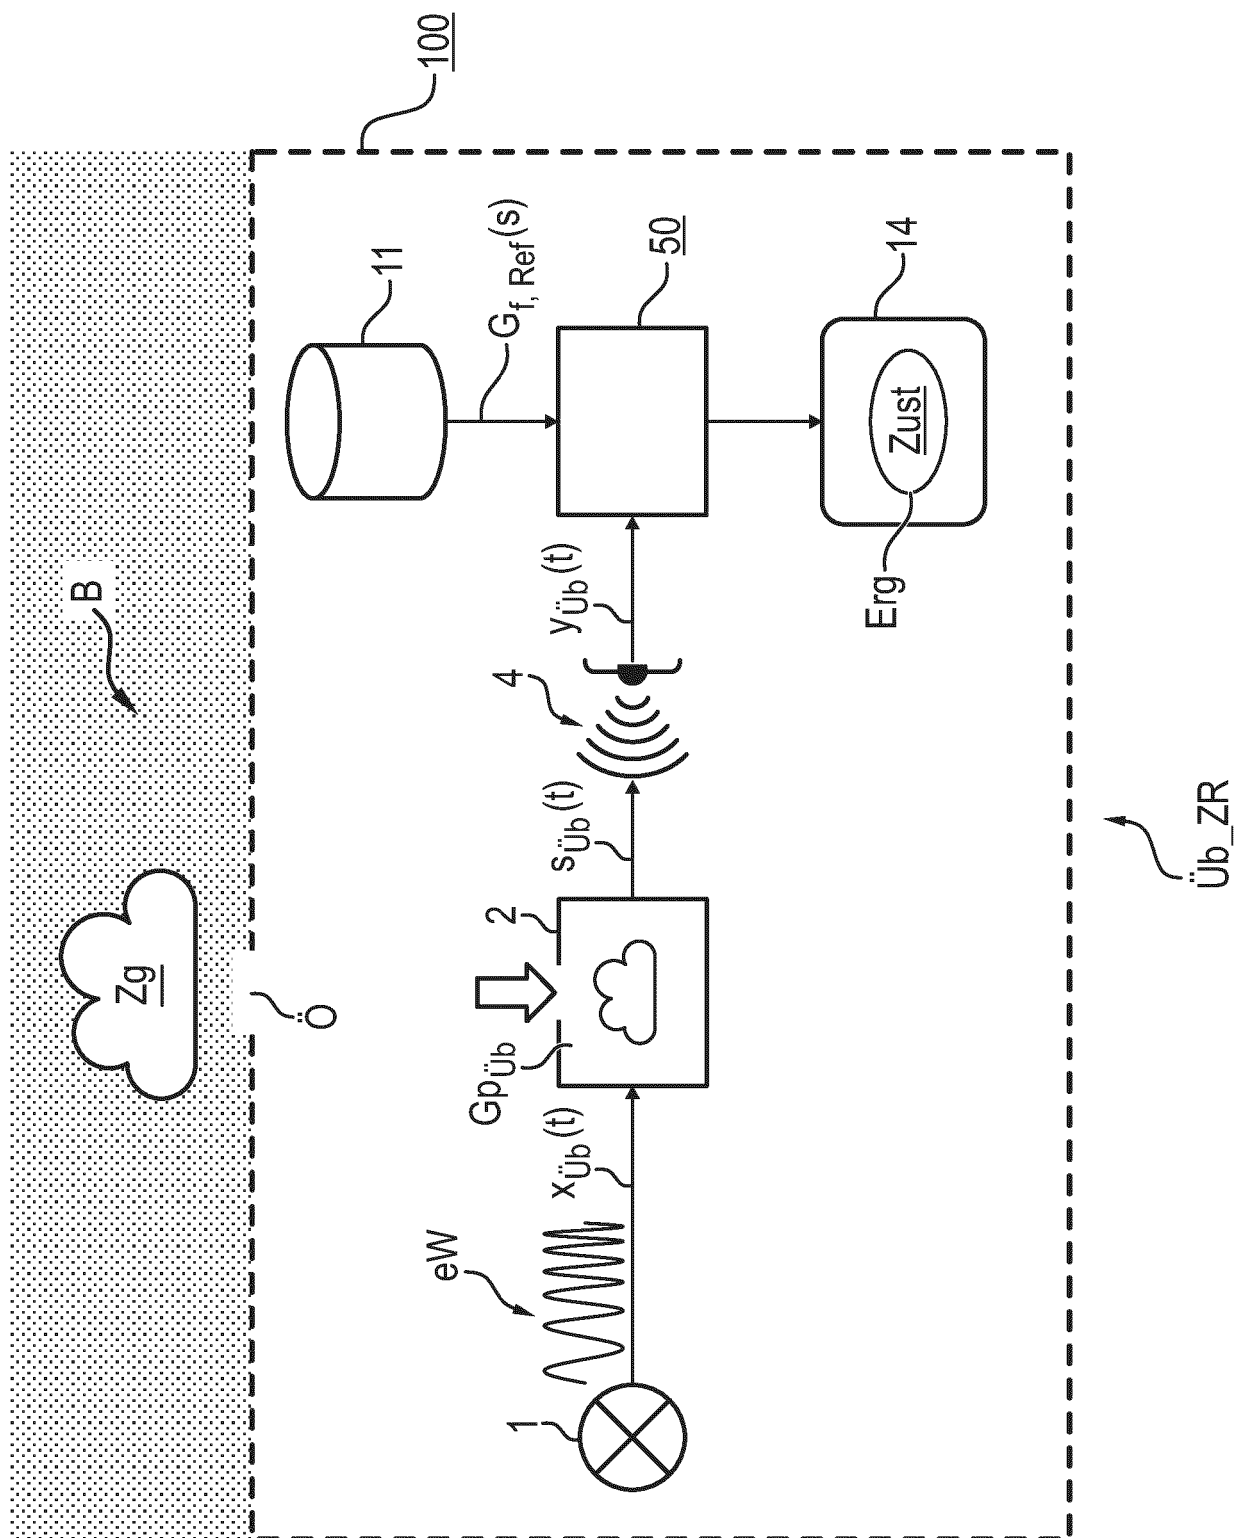 B
Zg
Ö
100
11
G_f, Ref(s)
50
14
Zust
Erg
y_Üb(t)
4
s_Üb(t)
2
Gp_Üb
x_Üb(t)
eW
1
Üb_ZR